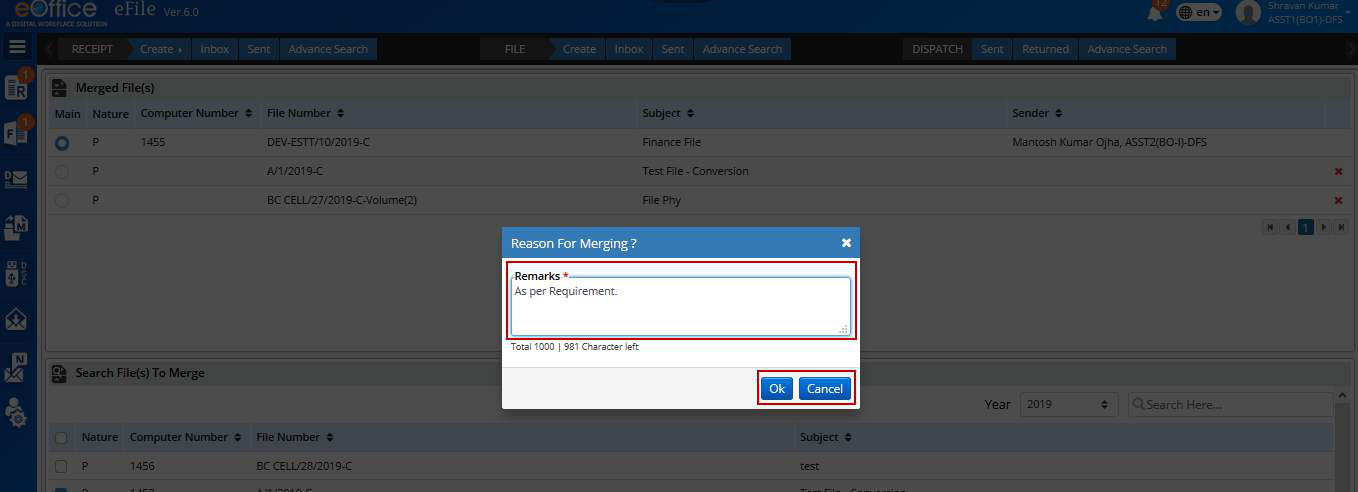 eOffice eFile Ver.6.0
A DIGITAL WORKPLACE SOLUTION
12
en
Shravan Kumar
ASST1(BO1)-DFS
RECEIPT Create Inbox Sent Advance Search FILE Create Inbox Sent Advance Search DISPATCH Sent Returned Advance Search
1
R
1
F
D
M
DSC
N
Merged File(s)
Main Nature Computer Number File Number Subject Sender
P 1455 DEV-ESTT/10/2019-C Finance File Mantosh Kumar Ojha, ASST2(BO-I)-DFS
P A/1/2019-C Test File - Conversion
P BC CELL/27/2019-C-Volume(2) File Phy
1
Reason For Merging ?
Remarks *
As per Requirement.
Total 1000 | 981 Character left
Ok Cancel
Search File(s) To Merge
Year 2019 Search Here...
Nature Computer Number File Number Subject
P 1456 BC CELL/28/2019-C test